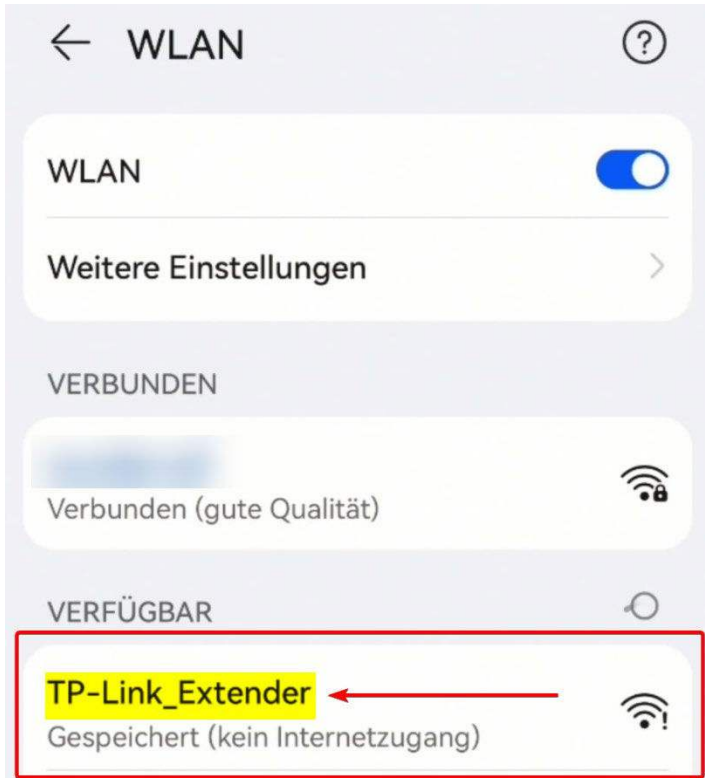 WLAN
WLAN
Weitere Einstellungen
VERBUNDEN
Verbunden (gute Qualität)
VERFÜGBAR
TP-Link_Extender
Gespeichert (kein Internetzugang)